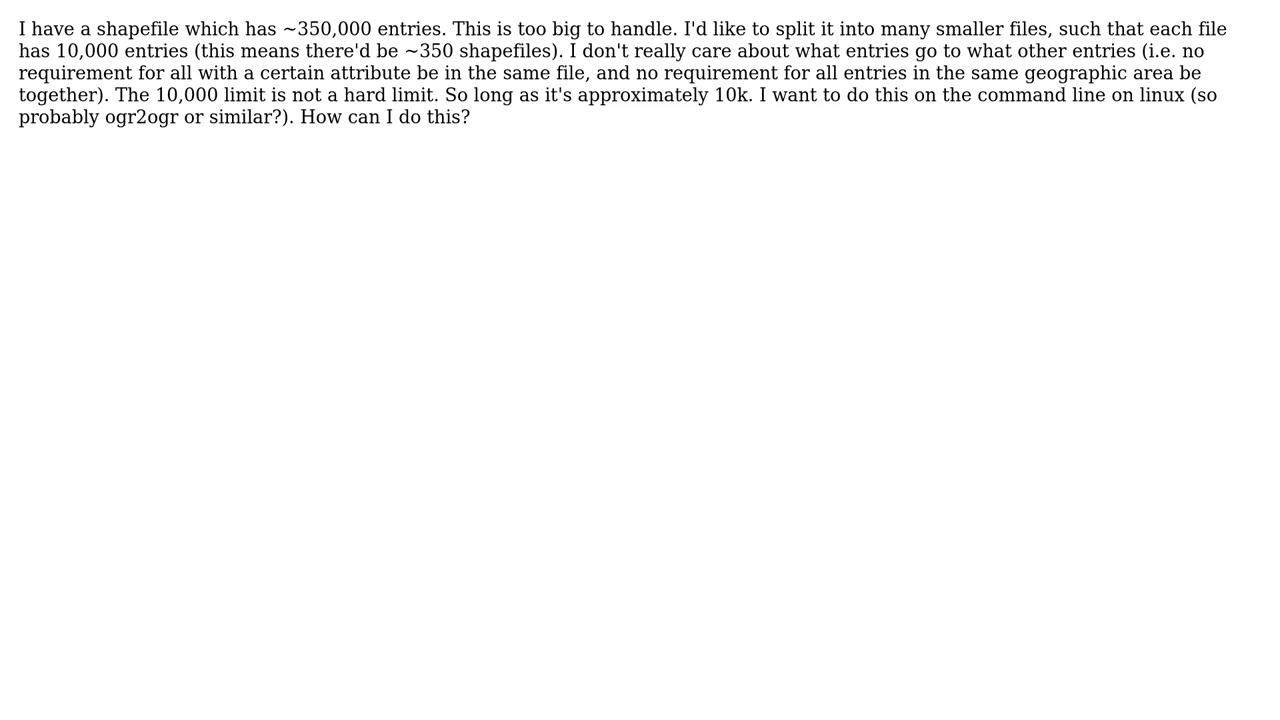 I have a shapefile which has ~350,000 entries. This is too big to handle. I'd like to split it into many smaller files, such that each file
has 10,000 entries (this means there'd be ~350 shapefiles). I don't really care about what entries go to what other entries (i.e. no
requirement for all with a certain attribute be in the same file, and no requirement for all entries in the same geographic area be
together). The 10,000 limit is not a hard limit. So long as it's approximately 10k. I want to do this on the command line on linux (so
probably ogr2ogr or similar?). How can I do this?